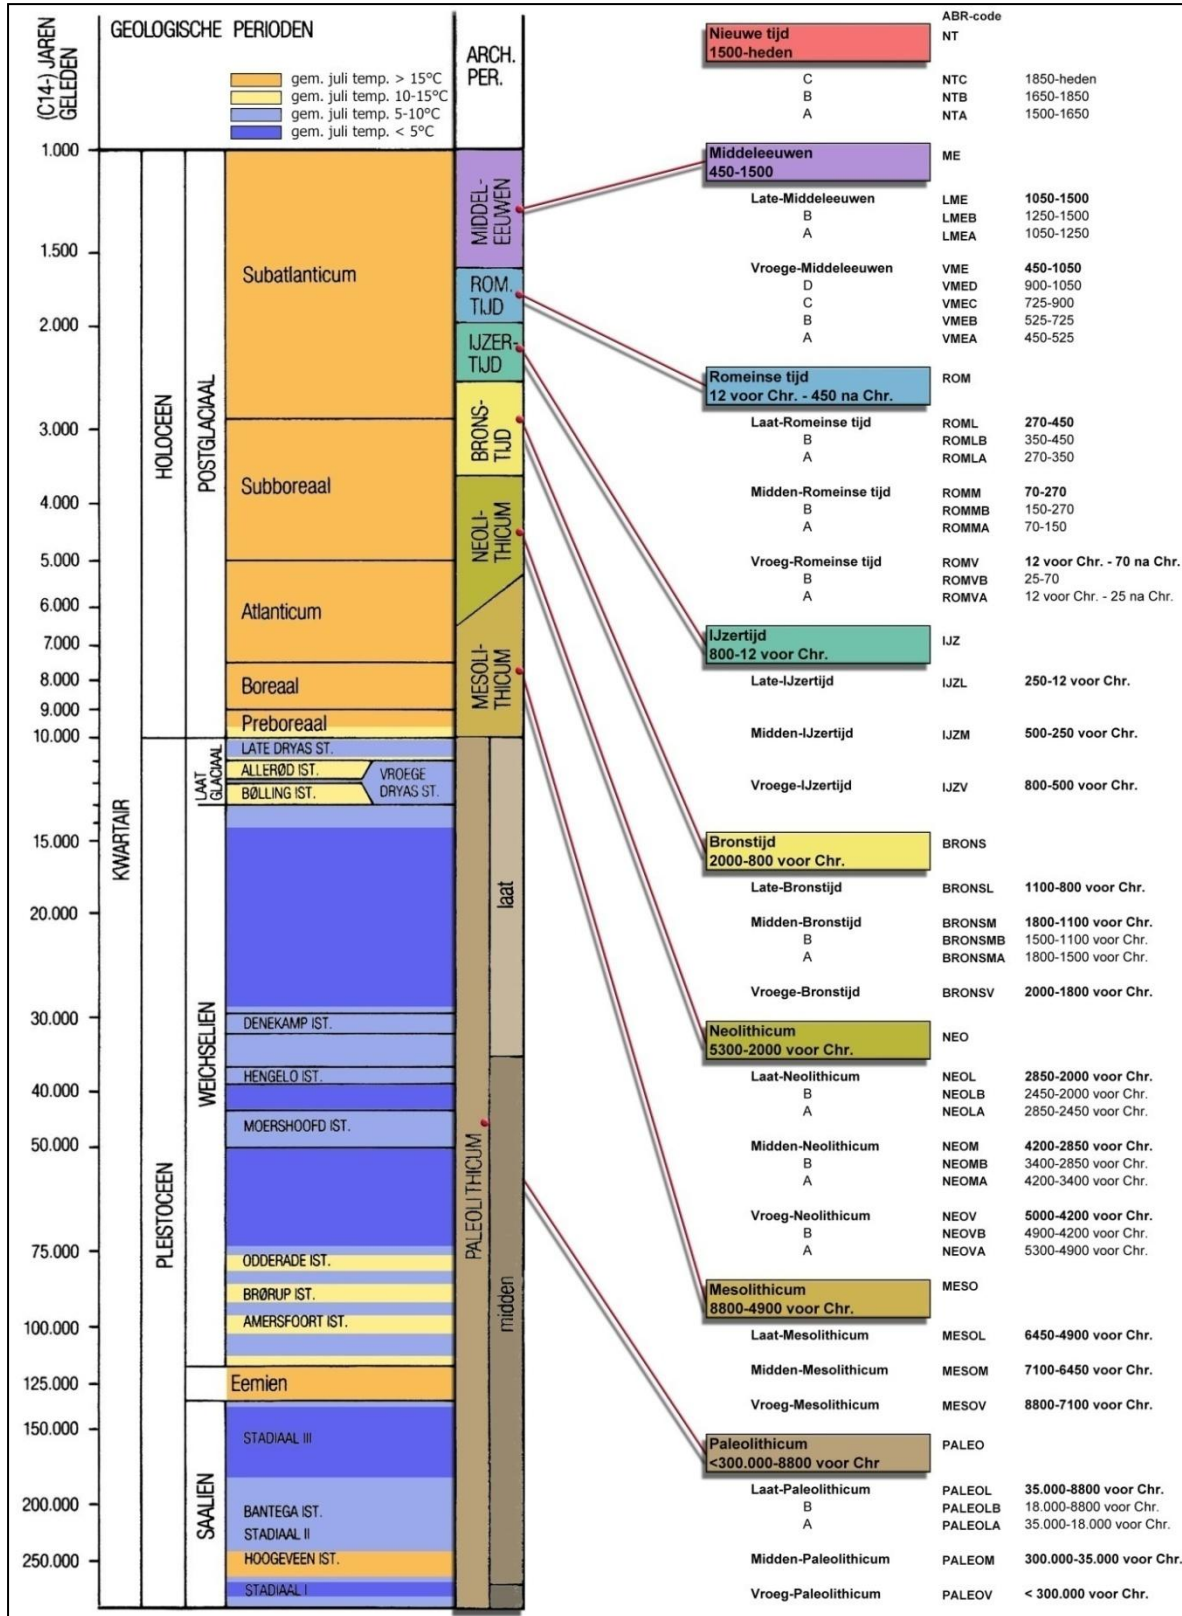 (C14-) JAREN
GELEDEN
GEOLOGISCHE PERIODEN
gem. juli temp. > 15°C
gem. juli temp. 10-15°C
gem. juli temp. 5-10°C
gem. juli temp. < 5°C
ARCH.
PER.
1.000
1.500
2.000
3.000
4.000
5.000
6.000
7.000
8.000
9.000
10.000
15.000
20.000
30.000
40.000
50.000
75.000
100.000
125.000
150.000
200.000
250.000
KWARTAIR
HOLOCEEN
PLEISTOCEEN
POSTGLACIAAL
LAAT
GLACIAAL
WEICHSELIEN
SAALIEN
Subatlanticum
Subboreaal
Atlanticum
Boreaal
Preboreaal
LATE DRYAS ST.
ALLERØD IST.
VROEGE
DRYAS ST.
BØLLING IST.
DENEKAMP IST.
HENGELO IST.
MOERSHOOFD IST.
ODDERADE IST.
BRØRUP IST.
AMERSFOORT IST.
Eemien
STADIAAL III
BANTEGA IST.
STADIAAL II
HOOGEVEEN IST.
STADIAAL I
MIDDEL-
EEUWEN
ROM.
TIJD
IJZER-
TIJD
BRONS-
TIJD
NEOLI-
THICUM
MESOLI-
THICUM
PALEOLITHICUM
laat
midden
ABR-code
Nieuwe tijd NT
1500-heden
C NTC 1850-heden
B NTB 1650-1850
A NTA 1500-1650
Middeleeuwen ME
450-1500
Late-Middeleeuwen LME 1050-1500
B LMEB 1250-1500
A LMEA 1050-1250
Vroege-Middeleeuwen VME 450-1050
D VMED 900-1050
C VMEC 725-900
B VMEB 525-725
A VMEA 450-525
Romeinse tijd ROM
12 voor Chr. - 450 na Chr.
Laat-Romeinse tijd ROML 270-450
B ROMLB 350-450
A ROMLA 270-350
Midden-Romeinse tijd ROMM 70-270
B ROMMB 150-270
A ROMMA 70-150
Vroeg-Romeinse tijd ROMV 12 voor Chr. - 70 na Chr.
B ROMVB 25-70
A ROMVA 12 voor Chr. - 25 na Chr.
IJzertijd IJZ
800-12 voor Chr.
Late-IJzertijd IJZL 250-12 voor Chr.
Midden-IJzertijd IJZM 500-250 voor Chr.
Vroege-IJzertijd IJZV 800-500 voor Chr.
Bronstijd BRONS
2000-800 voor Chr.
Late-Bronstijd BRONSL 1100-800 voor Chr.
Midden-Bronstijd BRONSM 1800-1100 voor Chr.
B BRONSMB 1500-1100 voor Chr.
A BRONSMA 1800-1500 voor Chr.
Vroege-Bronstijd BRONSV 2000-1800 voor Chr.
Neolithicum NEO
5300-2000 voor Chr.
Laat-Neolithicum NEOL 2850-2000 voor Chr.
B NEOLB 2450-2000 voor Chr.
A NEOLA 2850-2450 voor Chr.
Midden-Neolithicum NEOM 4200-2850 voor Chr.
B NEOMB 3400-2850 voor Chr.
A NEOMA 4200-3400 voor Chr.
Vroeg-Neolithicum NEOV 5000-4200 voor Chr.
B NEOVB 4900-4200 voor Chr.
A NEOVA 5300-4900 voor Chr.
Mesolithicum MESO
8800-4900 voor Chr.
Laat-Mesolithicum MESOL 6450-4900 voor Chr.
Midden-Mesolithicum MESOM 7100-6450 voor Chr.
Vroeg-Mesolithicum MESOV 8800-7100 voor Chr.
Paleolithicum PALEO
<300.000-8800 voor Chr
Laat-Paleolithicum PALEOL 35.000-8800 voor Chr.
B PALEOLB 18.000-8800 voor Chr.
A PALEOLA 35.000-18.000 voor Chr.
Midden-Paleolithicum PALEOM 300.000-35.000 voor Chr.
Vroeg-Paleolithicum PALEOV < 300.000 voor Chr.